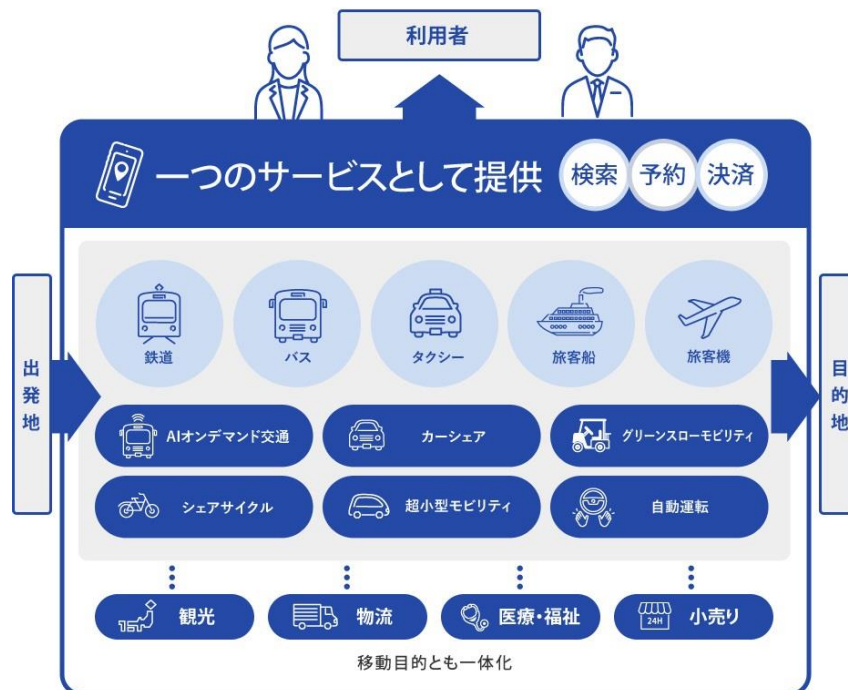 利用者
一つのサービスとして提供 検索 予約 決済
出発地
鉄道 バス タクシー 旅客船 旅客機
目的地
AIオンデマンド交通 カーシェア グリーンスローモビリティ
シェアサイクル 超小型モビリティ 自動運転
観光 物流 医療・福祉 24H 小売り
移動目的とも一体化